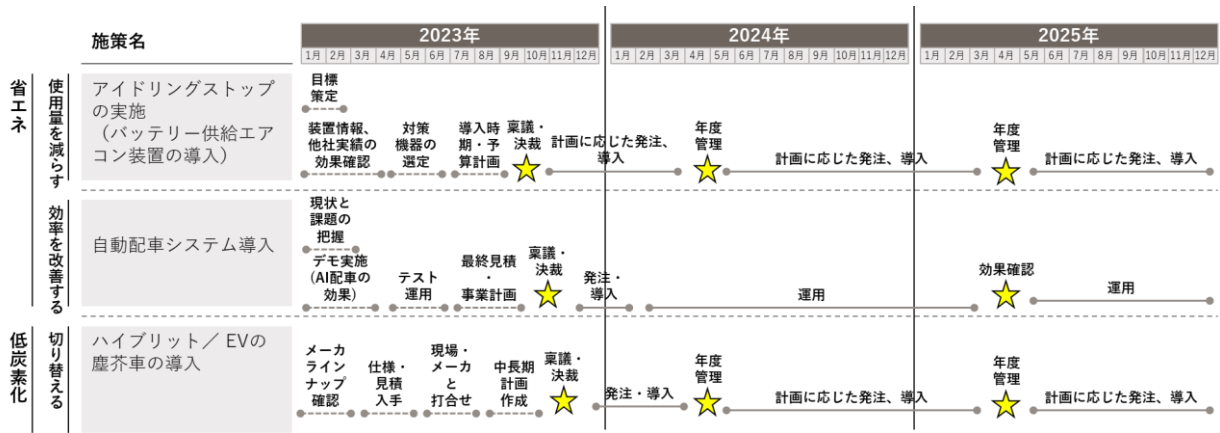 施策名
2023年
2024年
2025年
1月 2月 3月 4月 5月 6月 7月 8月 9月 10月 11月 12月
1月 2月 3月 4月 5月 6月 7月 8月 9月 10月 11月 12月
1月 2月 3月 4月 5月 6月 7月 8月 9月 10月 11月 12月
省エネ
使用量を減らす
アイドリングストップ
の実施
（バッテリー供給エア
コン装置の導入）
目標
策定
装置情報、
他社実績の
効果確認
対策
機器の
選定
導入時
期・予
算計画
稟議・
決裁
計画に応じた発注、
導入
年度
管理
計画に応じた発注、導入
年度
管理
計画に応じた発注、導入
効率を改善する
自動配車システム導入
現状と
課題の
把握
デモ実施
(AI配車の
効果)
テスト
運用
最終見積
・
事業計画
稟議・
決裁
発注・
導入
運用
効果確認
運用
低炭素化
切り替える
ハイブリット／ EVの
塵芥車の導入
メーカ
ライン
ナップ
確認
仕様・
見積
入手
現場・
メーカ
と
打合せ
中長期
計画
作成
稟議・
決裁
発注・導入
年度
管理
計画に応じた発注、導入
年度
管理
計画に応じた発注、導入